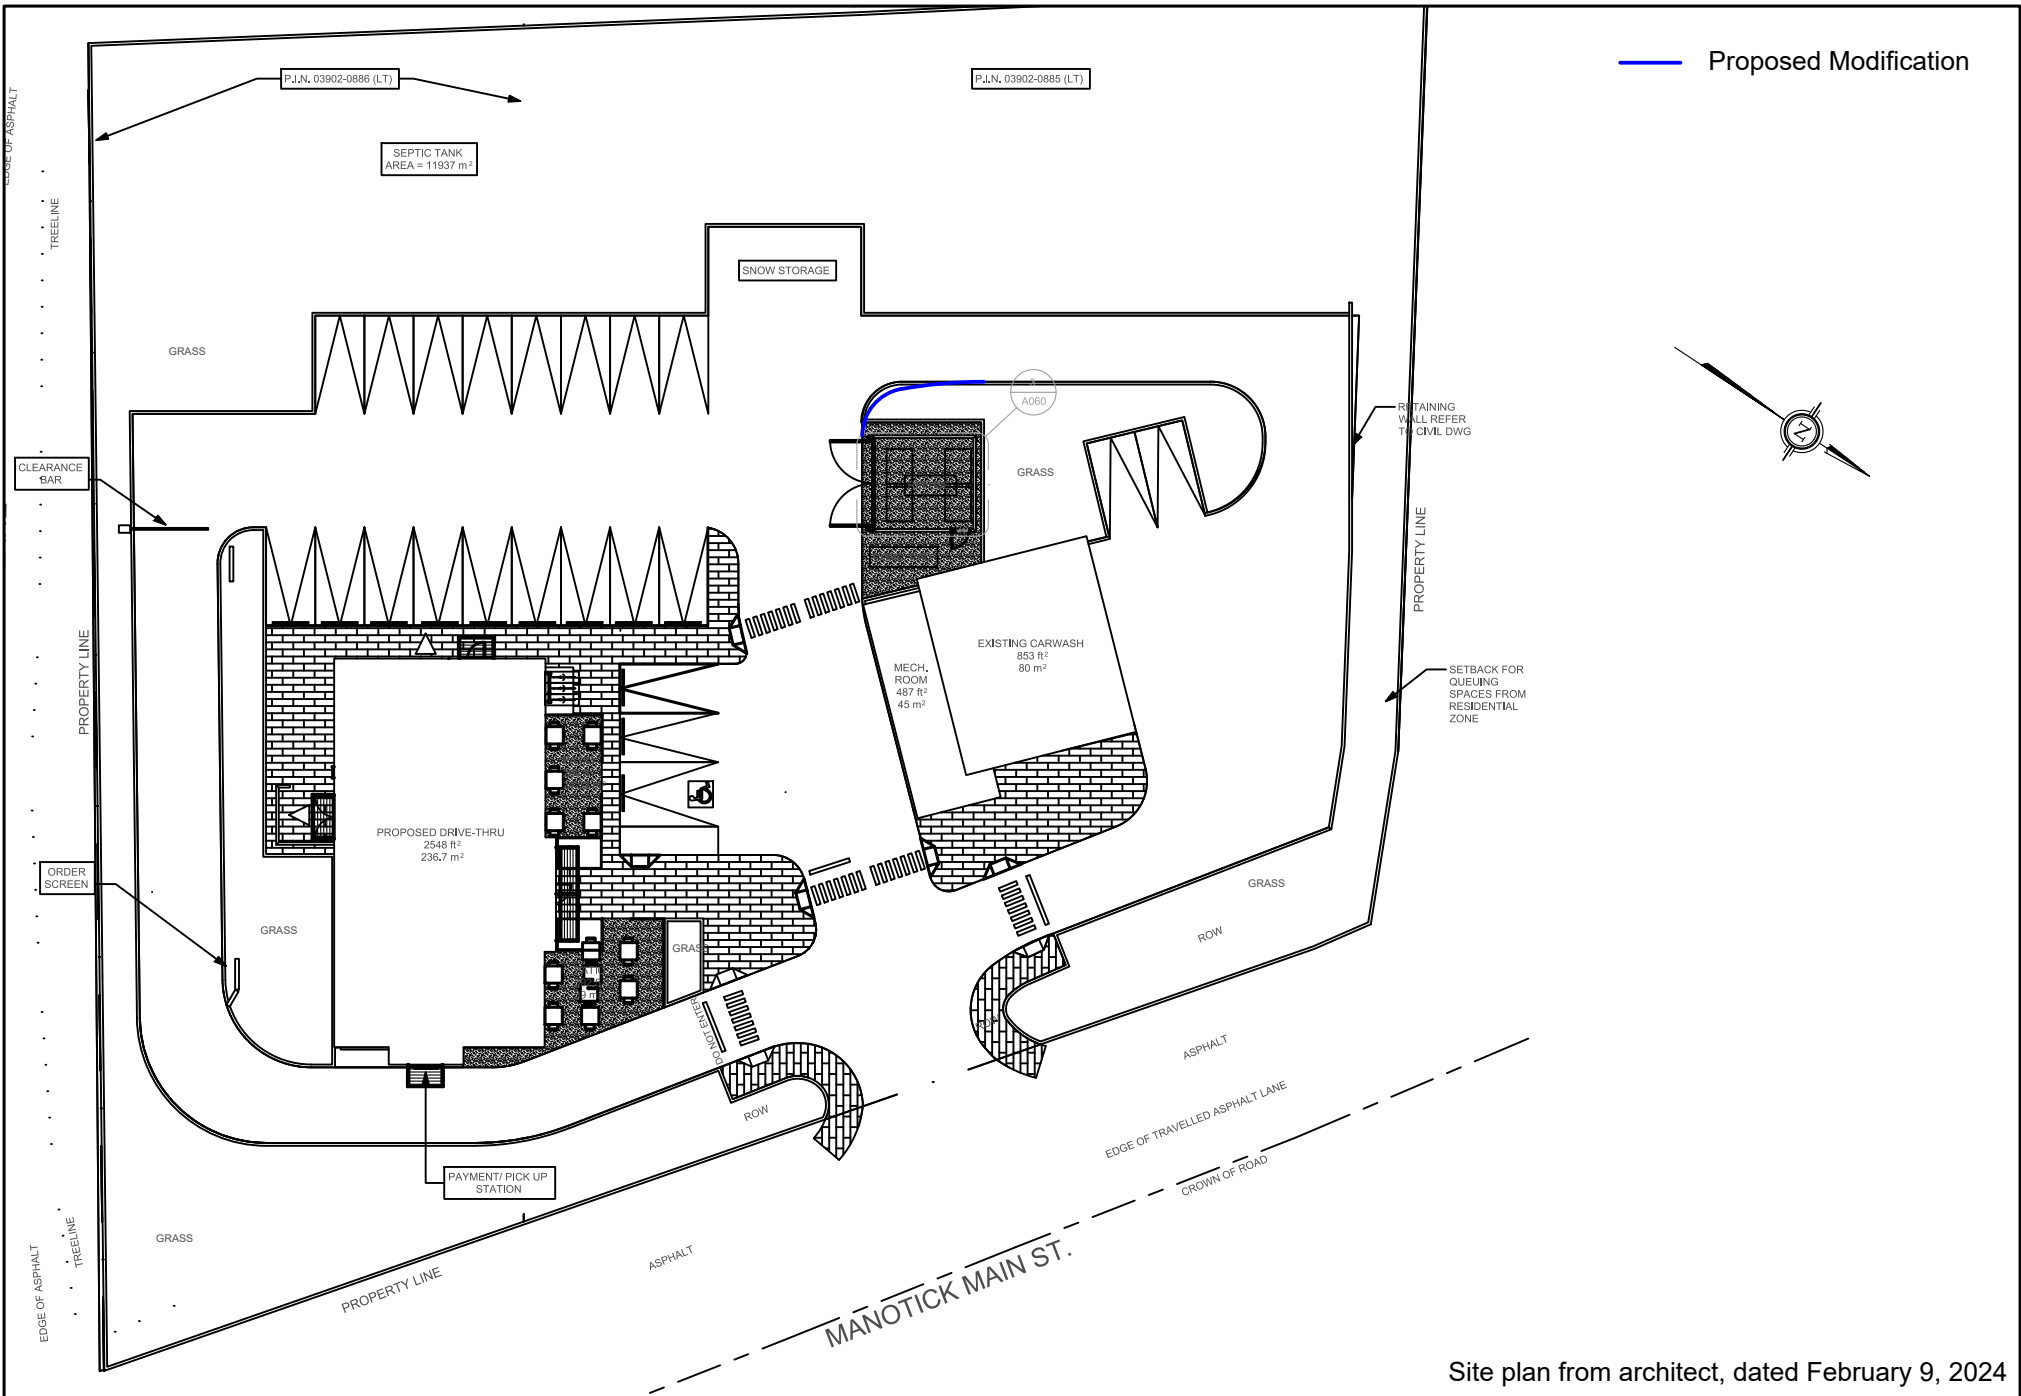 Proposed Modification
P.I.N. 03902-0886 (LT)
P.I.N. 03902-0885 (LT)
EDGE OF ASPHALT
SEPTIC TANK
AREA = 11937 m²
TREELINE
SNOW STORAGE
GRASS
A060
RETAINING
WALL REFER
TO CIVIL DWG
N
CLEARANCE
BAR
GRASS
PROPERTY LINE
PROPERTY LINE
EXISTING CARWASH
853 ft²
80 m²
MECH.
ROOM
487 ft²
45 m²
SETBACK FOR
QUEUING
SPACES FROM
RESIDENTIAL
ZONE
PROPOSED DRIVE-THRU
2548 ft²
236.7 m²
ORDER
SCREEN
GRASS
GRASS
GRASS
ROW
DO NOT ENTER
ROW
ASPHALT
ROW
EDGE OF TRAVELLED ASPHALT LANE
CROWN OF ROAD
PAYMENT/ PICK UP
STATION
GRASS
TREELINE
EDGE OF ASPHALT
ASPHALT
PROPERTY LINE
MANOTICK MAIN ST.
Site plan from architect, dated February 9, 2024